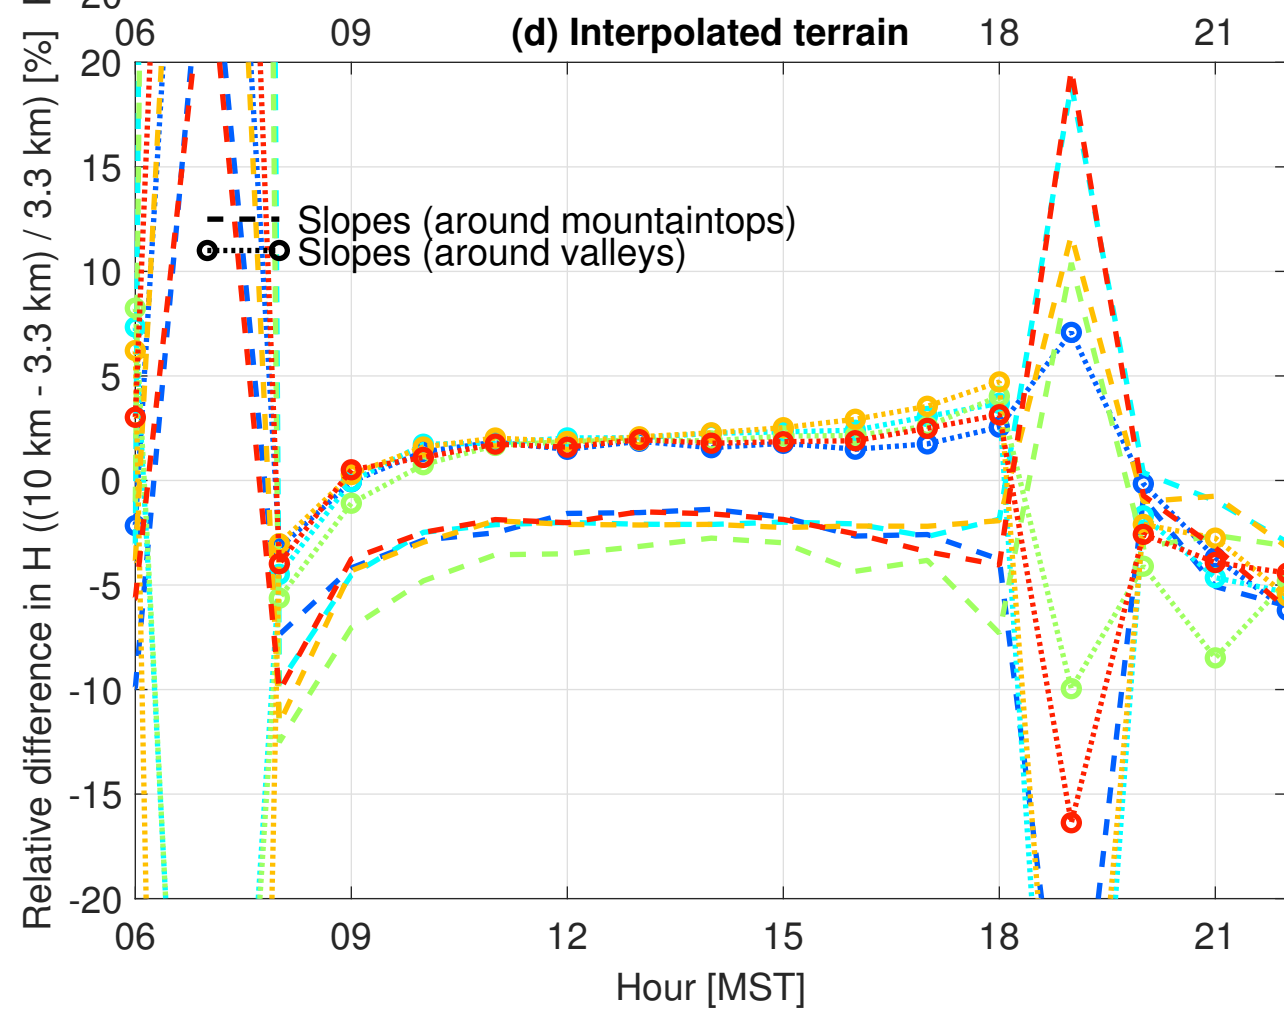 20
06 09 (d) Interpolated terrain 18 21
Relative difference in H ((10 km - 3.3 km) / 3.3 km) [%]
20
15
10
5
0
-5
-10
-15
-20
Slopes (around mountaintops)
Slopes (around valleys)
06 09 12 15 18 21
Hour [MST]